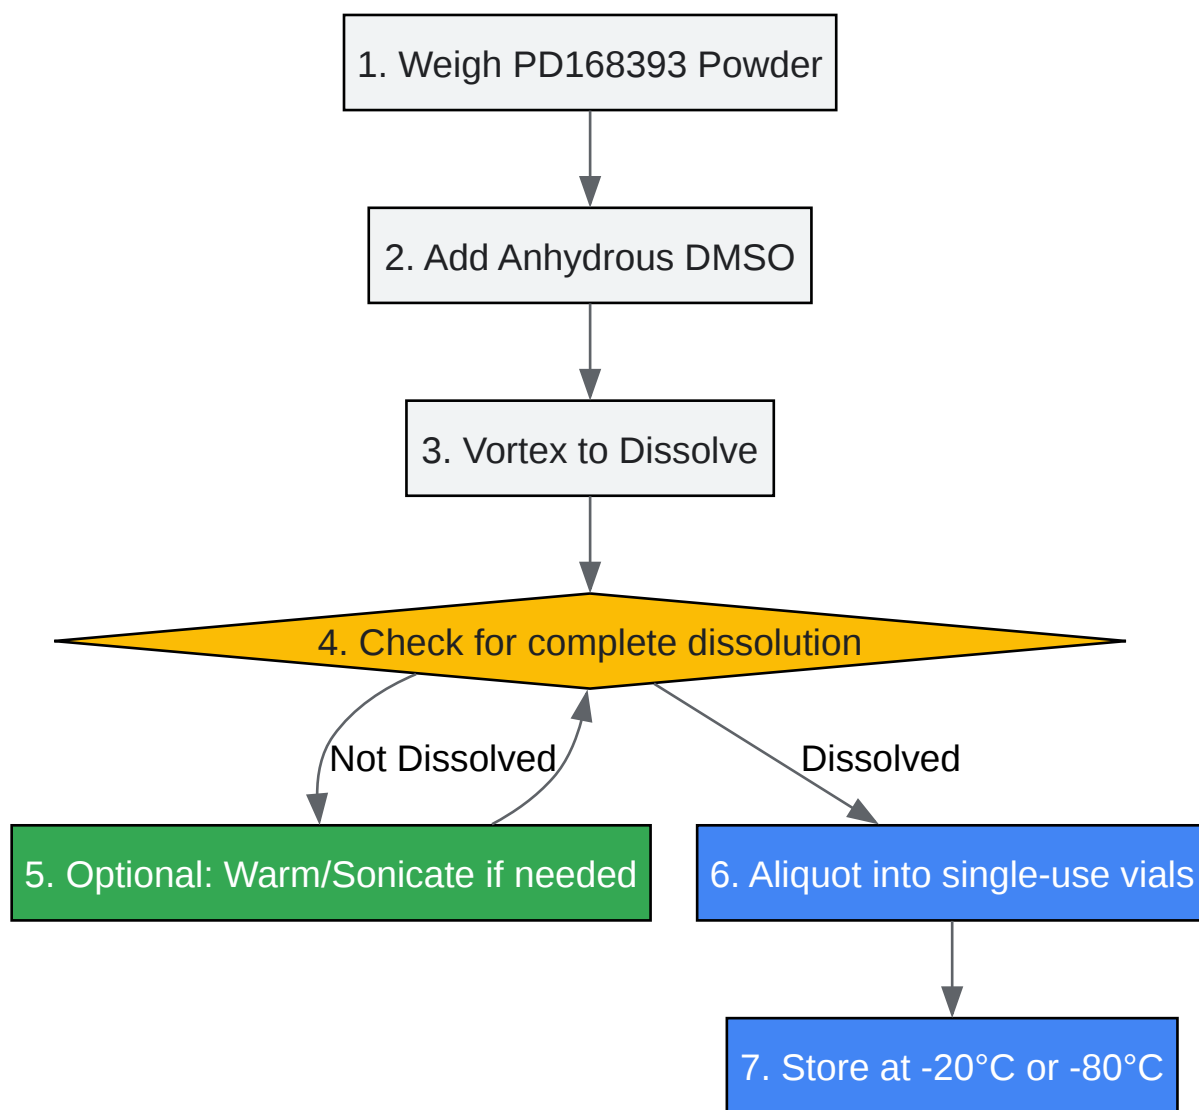 1. Weigh PD168393 Powder
2. Add Anhydrous DMSO
3. Vortex to Dissolve
4. Check for complete dissolution
Not Dissolved
Dissolved
5. Optional: Warm/Sonicate if needed
6. Aliquot into single-use vials
7. Store at -20°C or -80°C